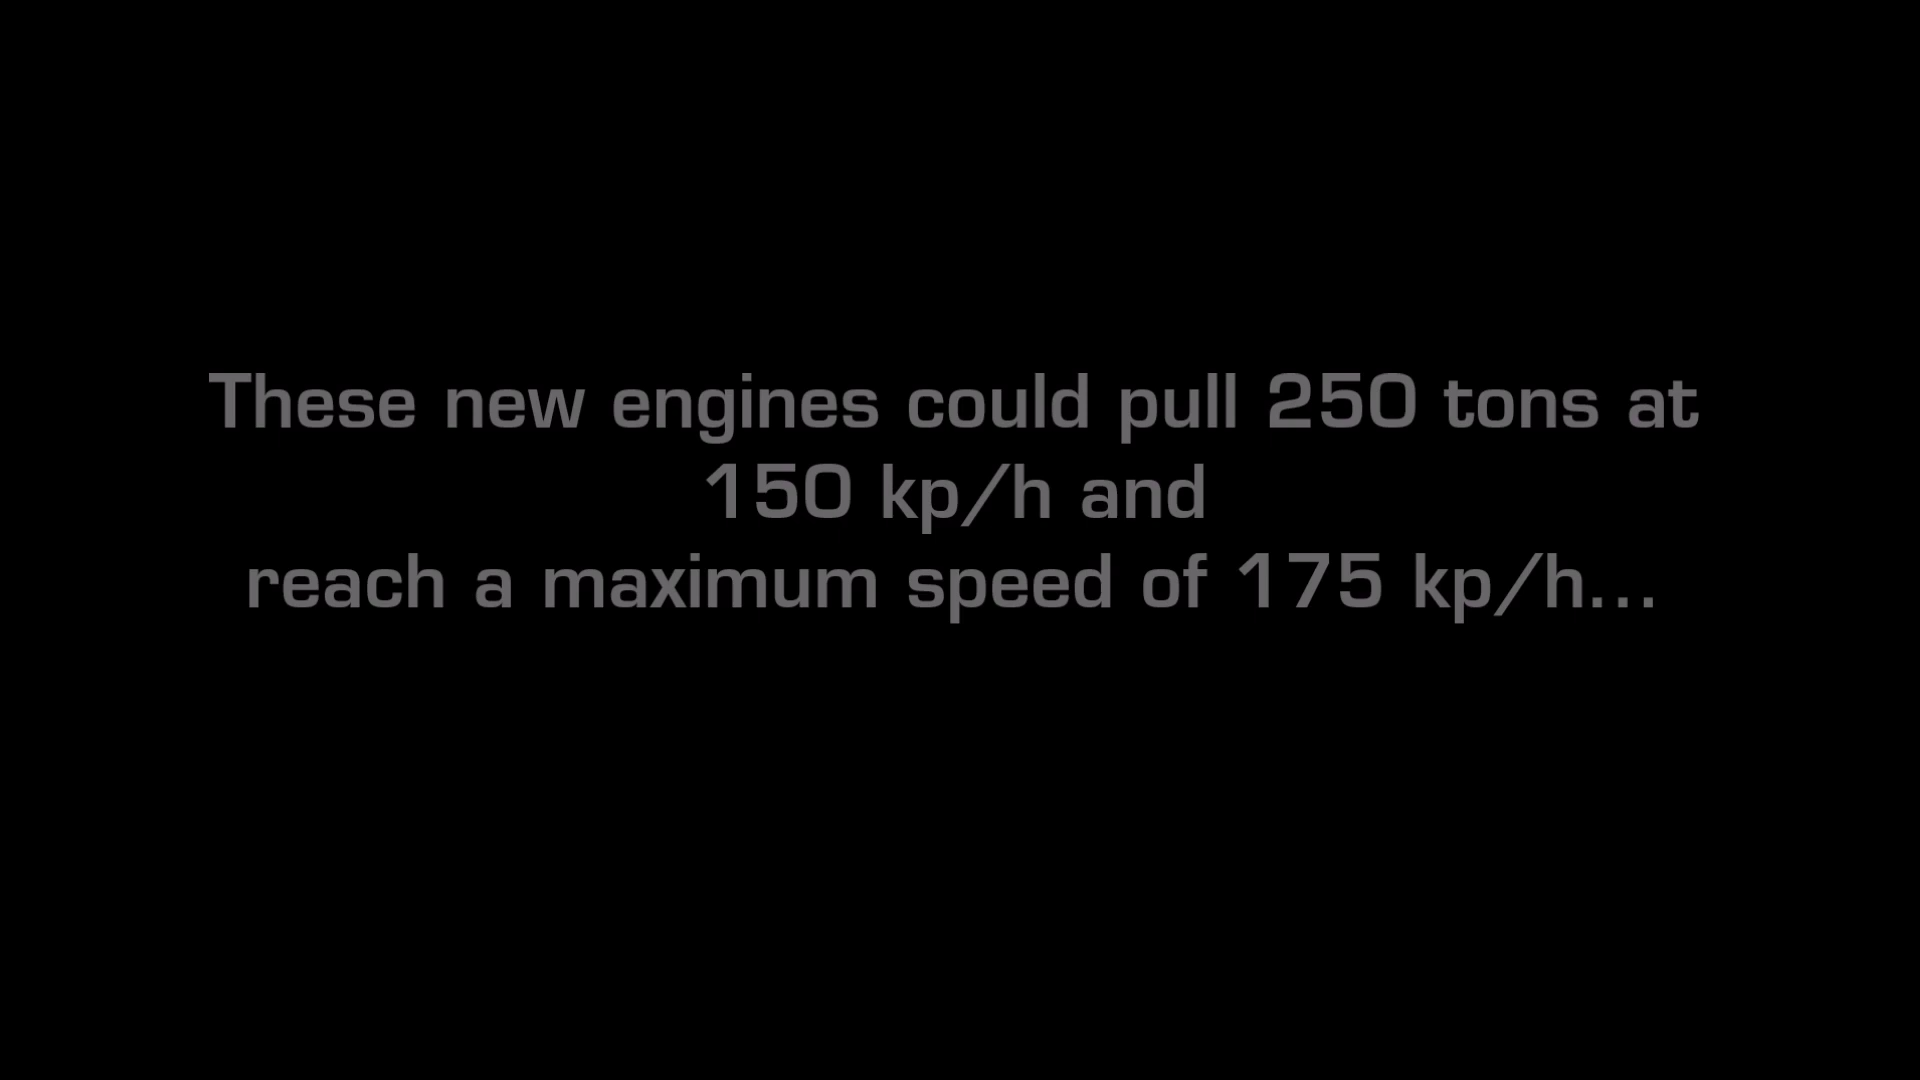 These new engines could pull 250 tons at
150 kp/h and
reach a maximum speed of 175 kp/h...